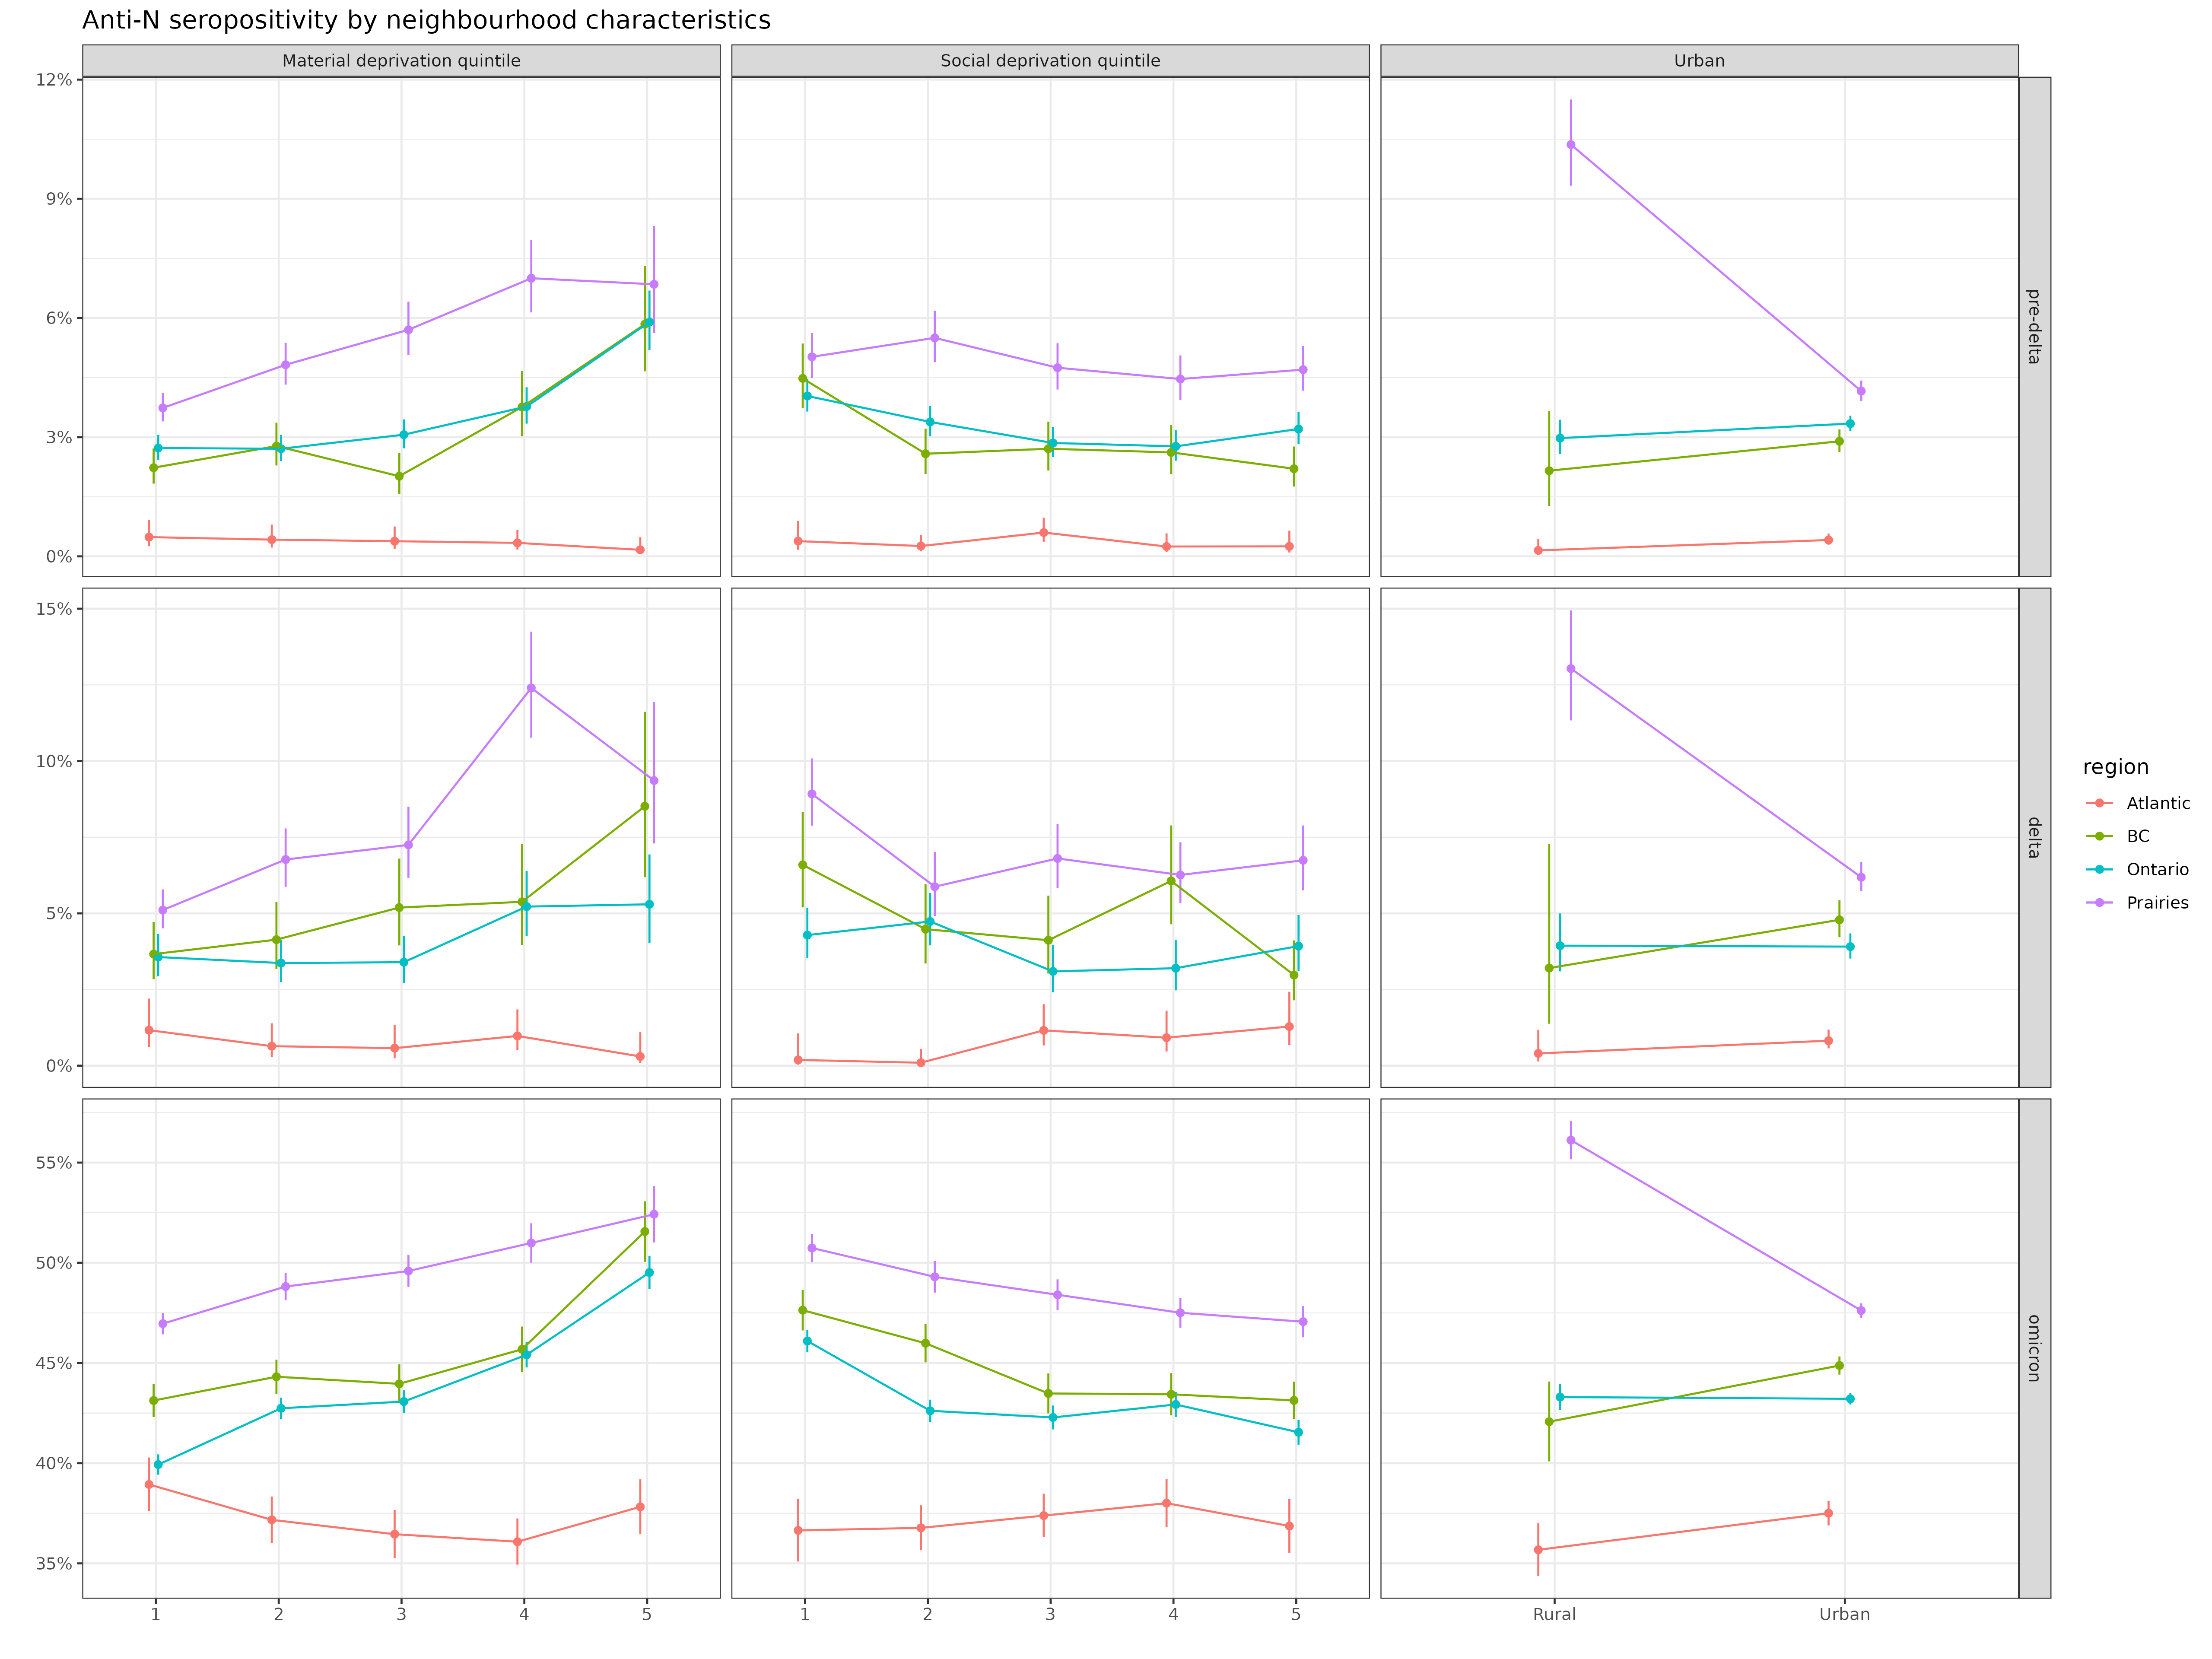 Anti-N seropositivity by neighbourhood characteristics
Material deprivation quintile
Social deprivation quintile
Urban
12%
9%
6%
3%
0%
pre-delta
15%
10%
5%
0%
delta
55%
50%
45%
40%
35%
omicron
1 2 3 4 5
1 2 3 4 5
Rural Urban
region
Atlantic
BC
Ontario
Prairies